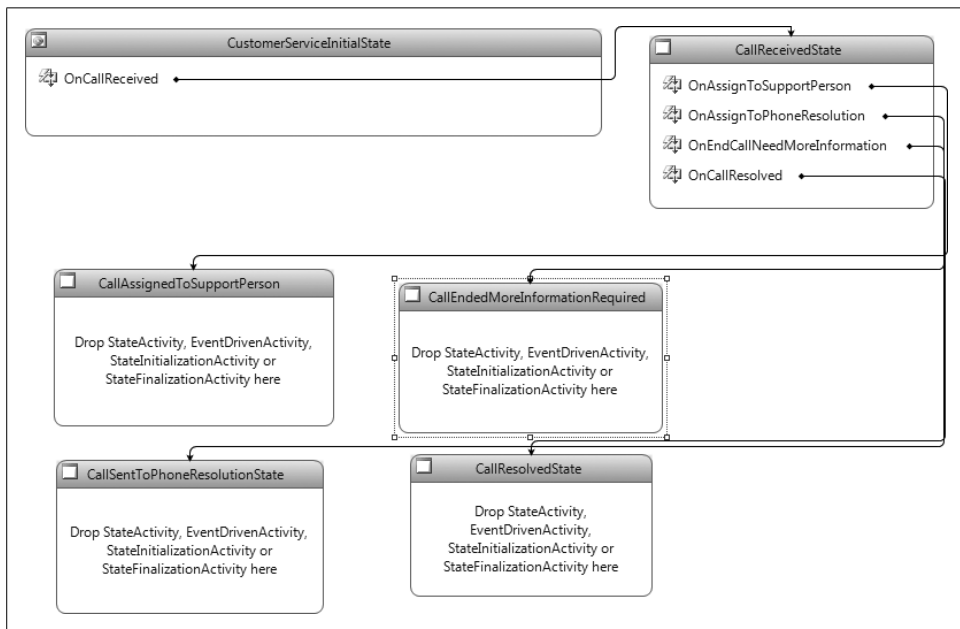 CustomerServiceInitialState
OnCallReceived
CallReceivedState
OnAssignToSupportPerson
OnAssignToPhoneResolution
OnEndCallNeedMoreInformation
OnCallResolved
CallAssignedToSupportPerson
Drop StateActivity, EventDrivenActivity,
StateInitializationActivity or
StateFinalizationActivity here
CallEndedMoreInformationRequired
Drop StateActivity, EventDrivenActivity,
StateInitializationActivity or
StateFinalizationActivity here
CallSentToPhoneResolutionState
Drop StateActivity, EventDrivenActivity,
StateInitializationActivity or
StateFinalizationActivity here
CallResolvedState
Drop StateActivity,
EventDrivenActivity,
StateInitializationActivity or
StateFinalizationActivity here